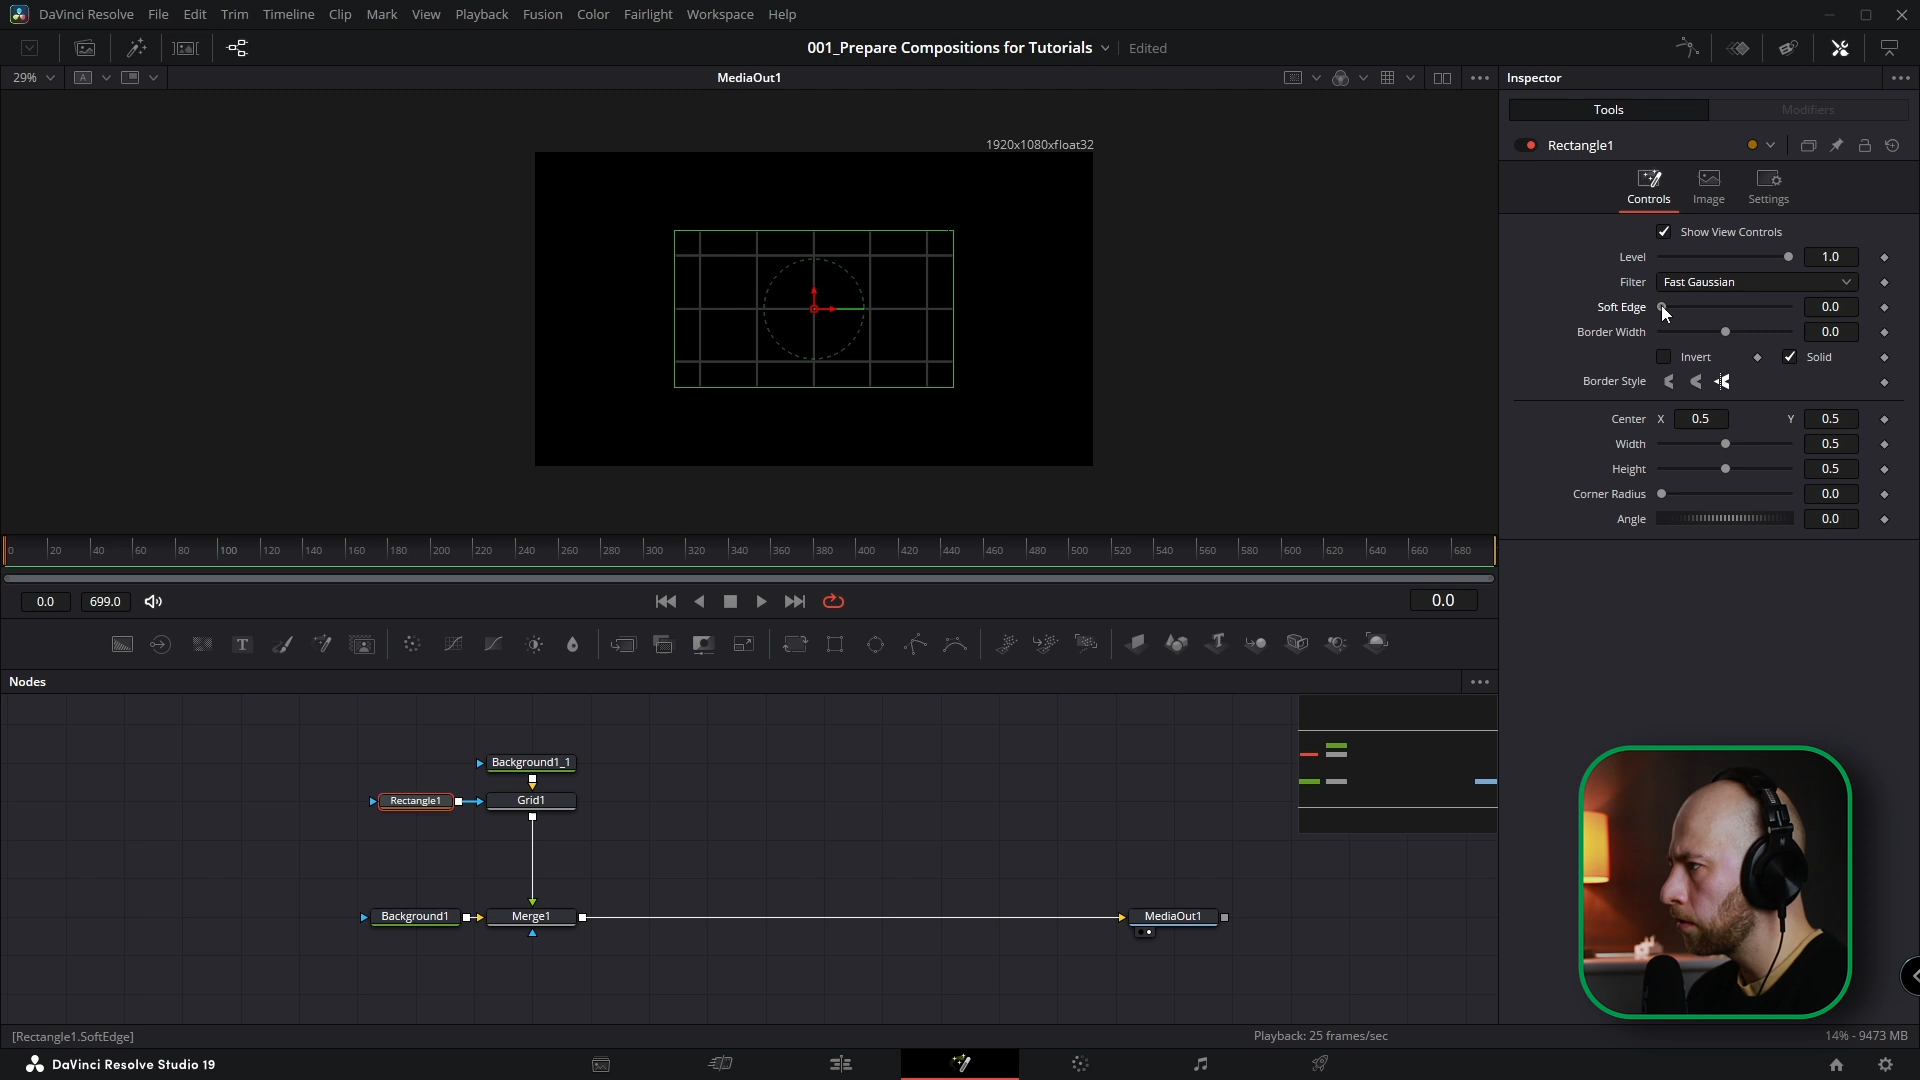 DaVinci Resolve File Edit Trim Timeline Clip Mark View Playback Fusion Color Fairlight Workspace Help
001_Prepare Compositions for Tutorials Edited
29% A MediaOut1 Inspector
Tools Modifiers
1920x1080xfloat32
Rectangle1
Controls Image Settings
Show View Controls
Level 1.0
Filter Fast Gaussian
Soft Edge 0.0
Border Width 0.0
Invert Solid
Border Style
Center X 0.5 Y 0.5
Width 0.5
Height 0.5
Corner Radius 0.0
Angle 0.0
0 20 40 60 80 100 120 140 160 180 200 220 240 260 280 300 320 340 360 380 400 420 440 460 480 500 520 540 560 580 600 620 640 660 680
0.0 699.0 0.0
T T
Nodes
Background1_1
Rectangle1 Grid1
Background1 Merge1 MediaOut1
[Rectangle1.SoftEdge] Playback: 25 frames/sec 14% - 9473 MB
DaVinci Resolve Studio 19